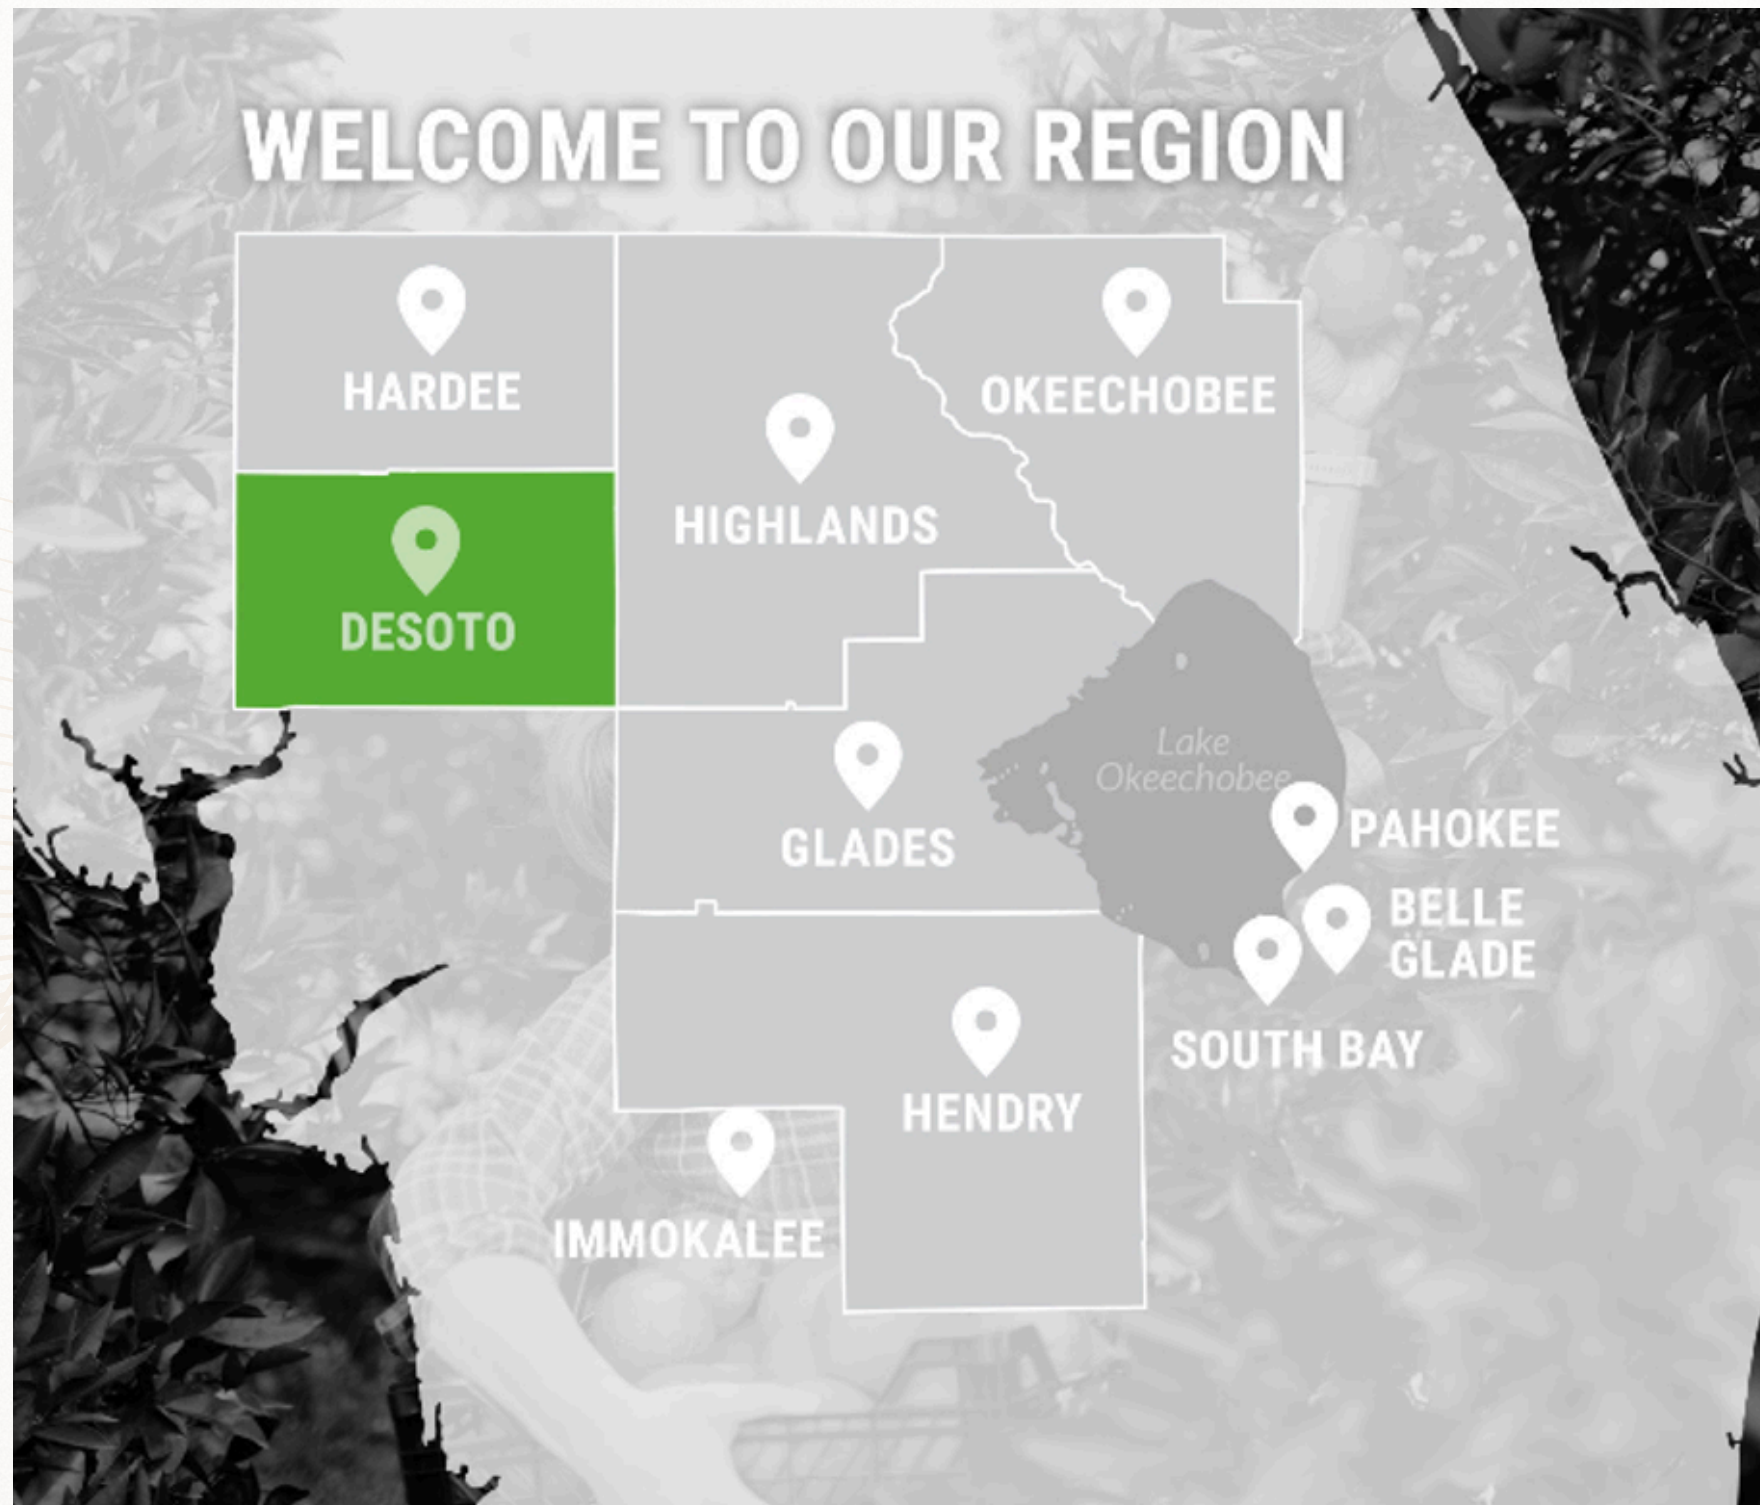 WELCOME TO OUR REGION
HARDEE
OKEECHOBEE
HIGHLANDS
DESOTO
Lake
Okeechobee
PAHOKEE
GLADES
BELLE
GLADE
SOUTH BAY
HENDRY
IMMOKALEE